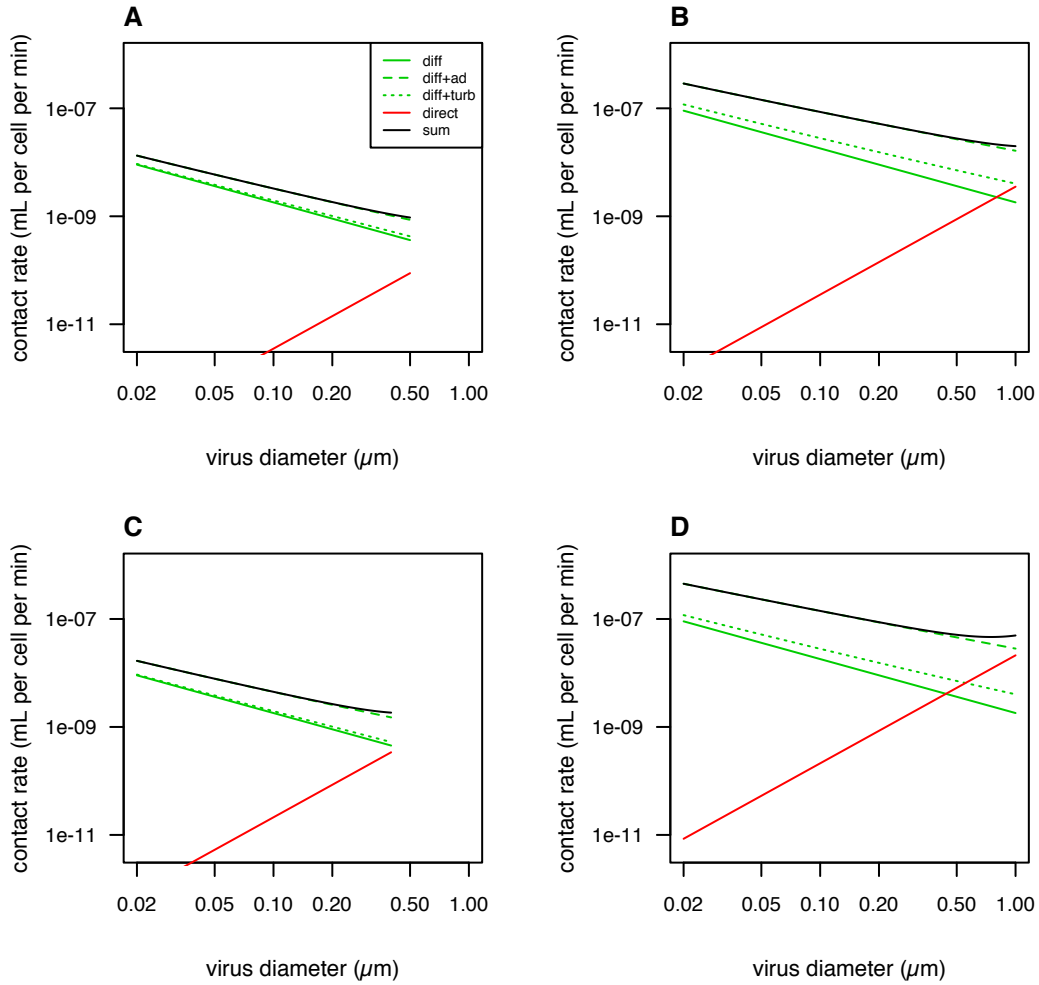 A
contact rate (mL per cell per min)
1e-07
1e-09
1e-11
diff
diff+ad
diff+turb
direct
sum
0.02 0.05 0.10 0.20 0.50 1.00
virus diameter (µm)
B
contact rate (mL per cell per min)
1e-07
1e-09
1e-11
0.02 0.05 0.10 0.20 0.50 1.00
virus diameter (µm)
C
contact rate (mL per cell per min)
1e-07
1e-09
1e-11
0.02 0.05 0.10 0.20 0.50 1.00
virus diameter (µm)
D
contact rate (mL per cell per min)
1e-07
1e-09
1e-11
0.02 0.05 0.10 0.20 0.50 1.00
virus diameter (µm)